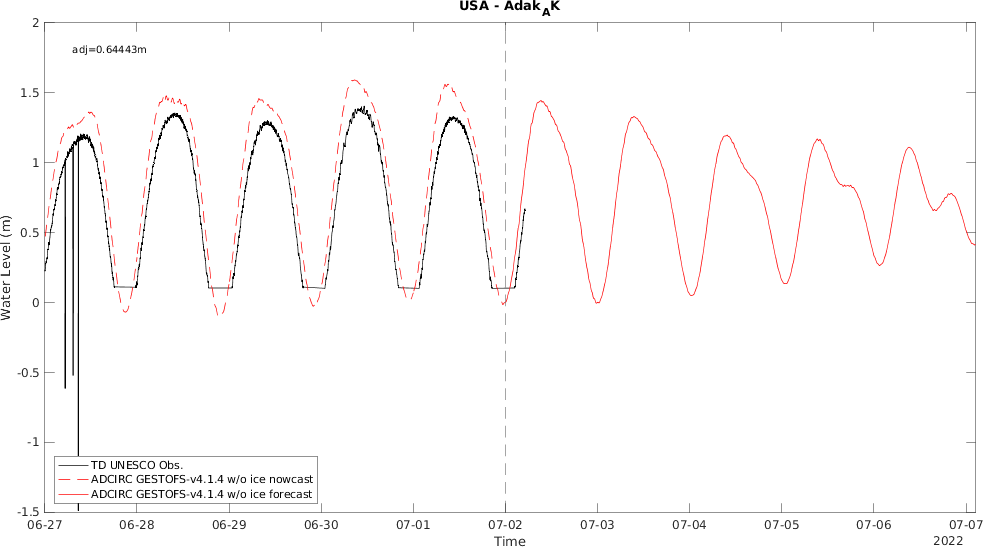 USA - Adak_AK
2
adj=0.64443m
1.5
1
0.5
0
-0.5
-1
-1.5
Water Level (m)
TD UNESCO Obs.
ADCIRC GESTOFS-v4.1.4 w/o ice nowcast
ADCIRC GESTOFS-v4.1.4 w/o ice forecast
06-27 06-28 06-29 06-30 07-01 07-02 07-03 07-04 07-05 07-06 07-07
Time
2022